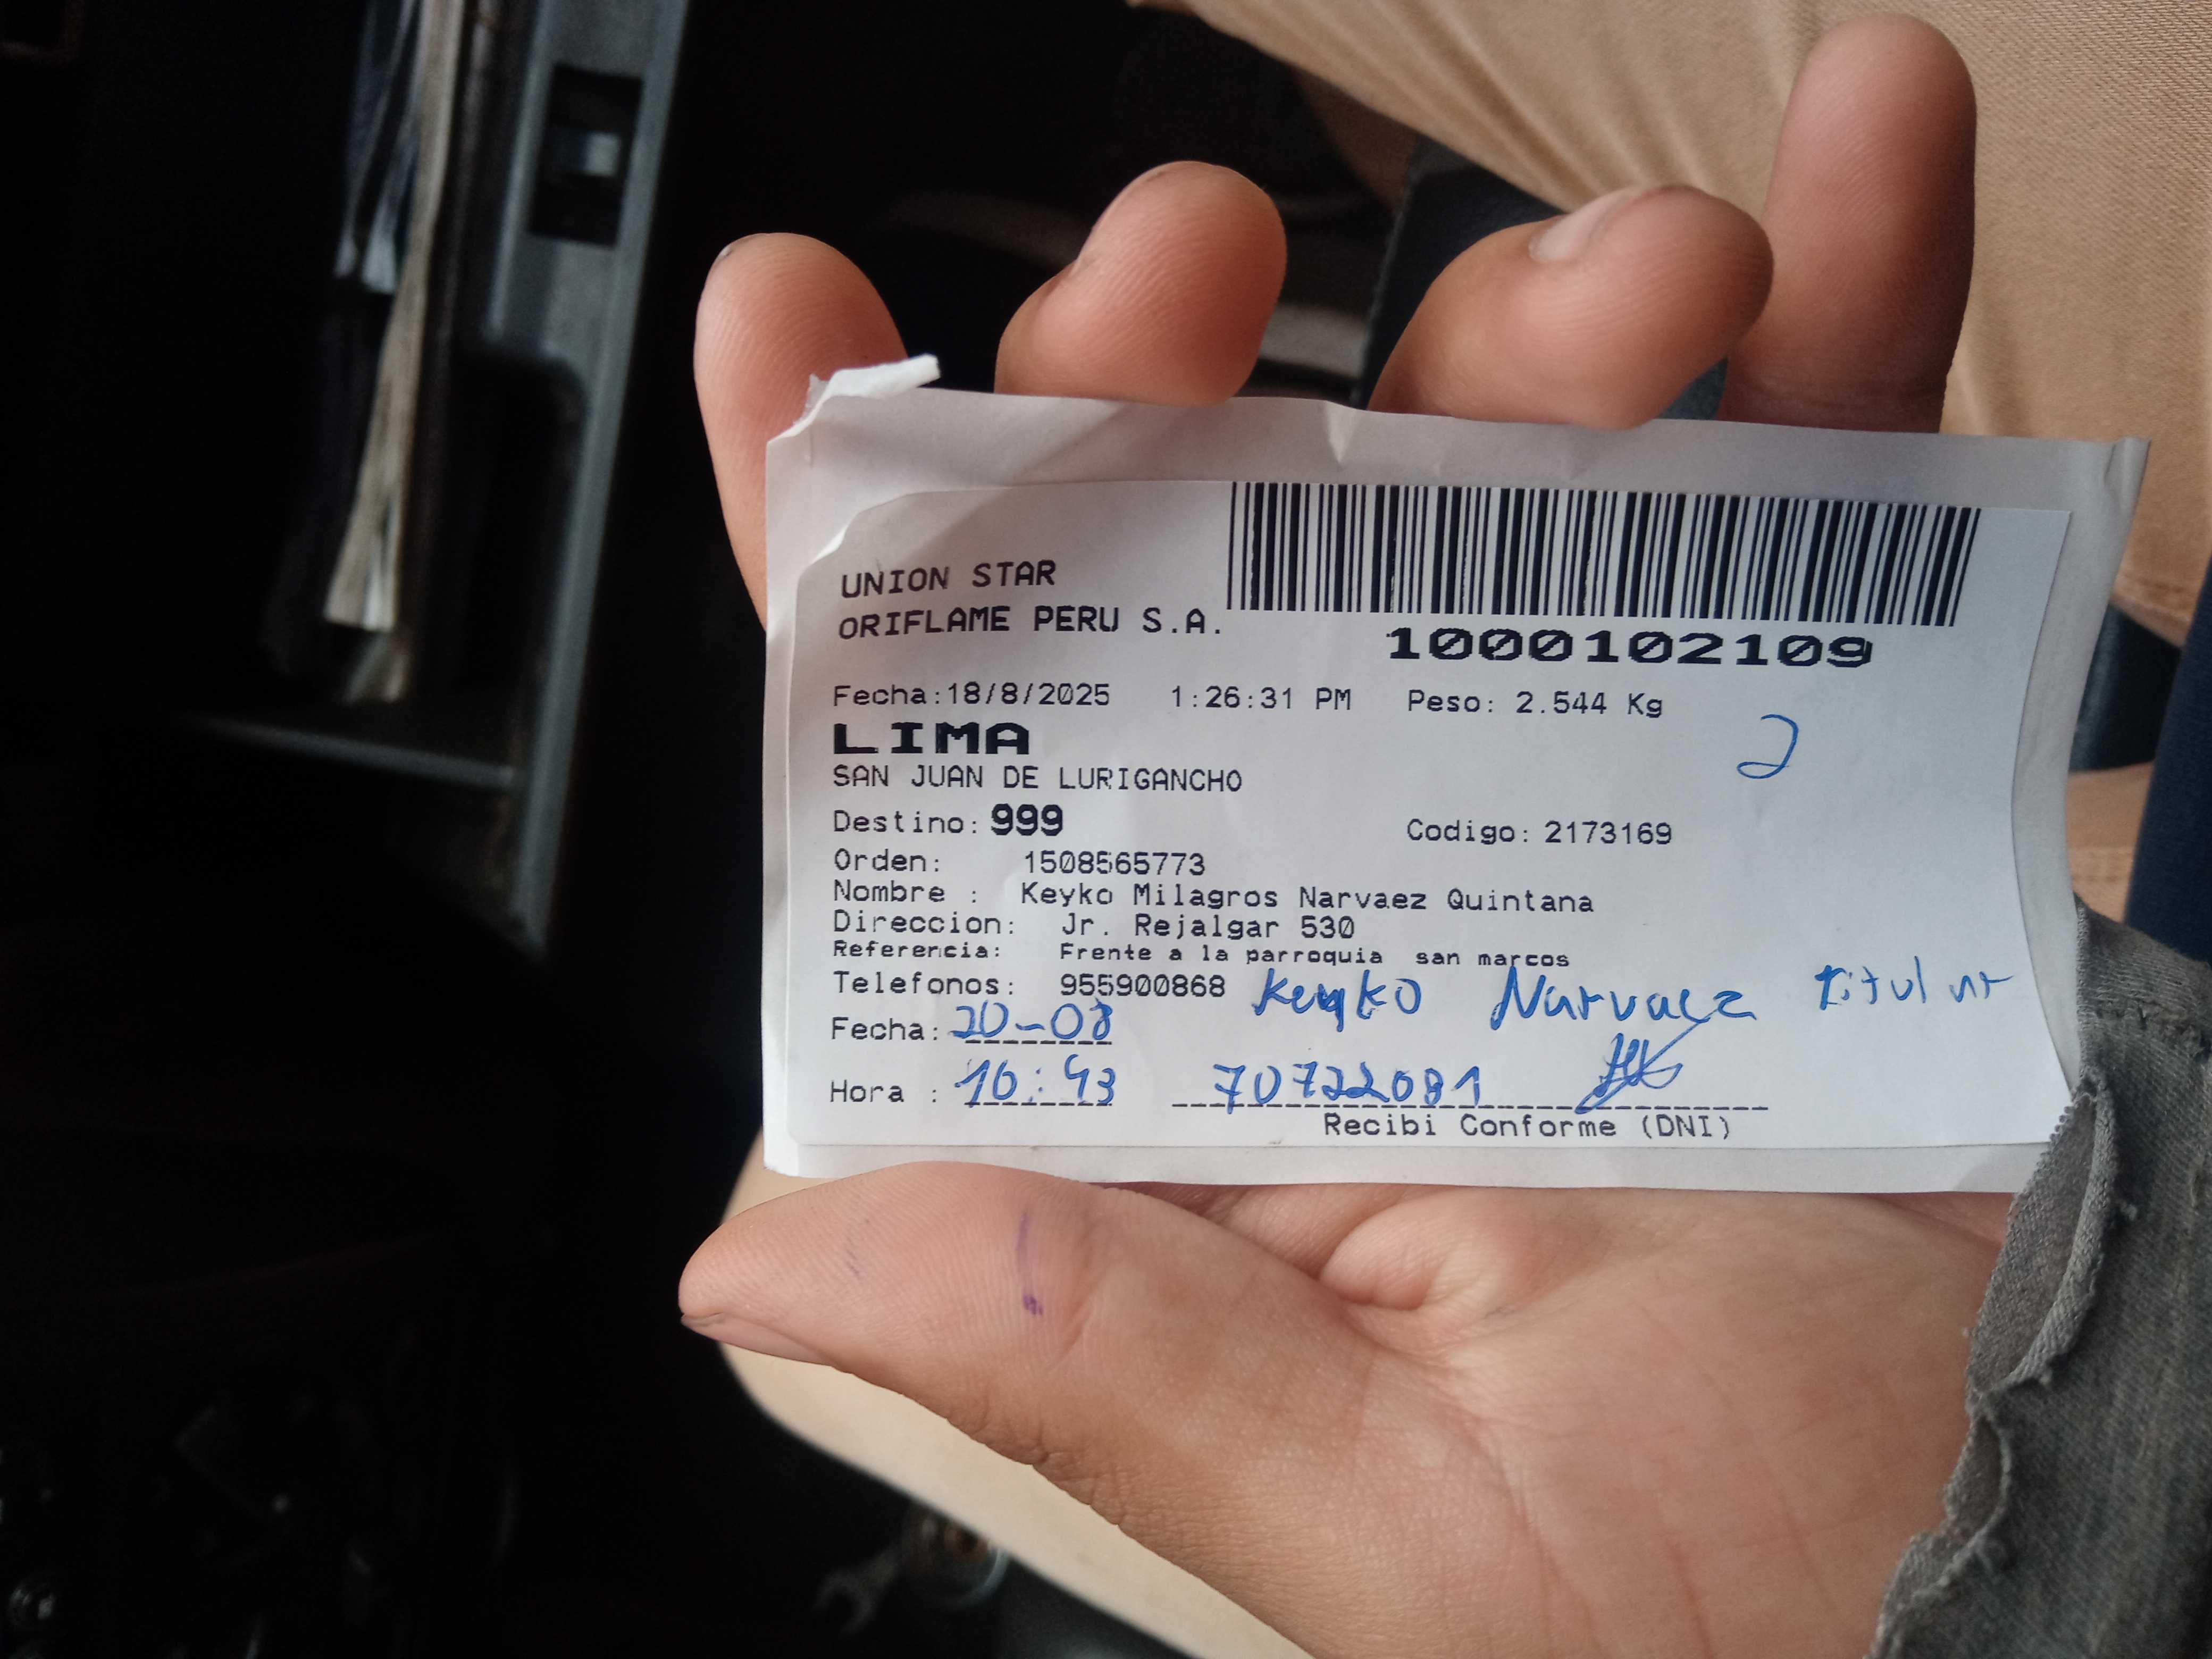 UNION STAR
ORIFLAME PERU S.A.
1000102109
Fecha:18/8/2025 1:26:31 PM Peso: 2.544 Kg
LIMA
2
SAN JUAN DE LURIGANCHO
Destino: 999 Codigo: 2173169
Orden: 1508565773
Nombre : Keyko Milagros Narvaez Quintana
Direccion: Jr. Rejalgar 530
Referencia: Frente a la parroquia san marcos
Telefonos: 955900868 Keyko Narvaez titular
Fecha: 20-08
Hora : 10:43 70722081
Recibi Conforme (DNI)